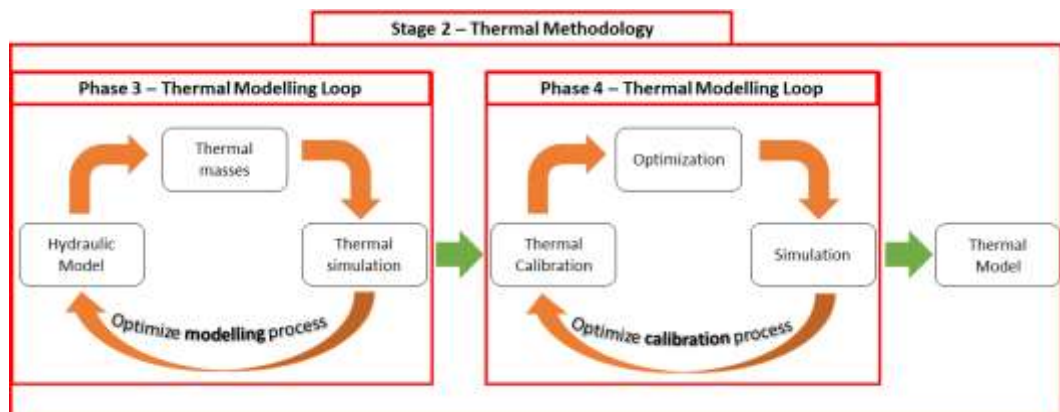 Stage 2 – Thermal Methodology
Phase 3 – Thermal Modelling Loop
Thermal
masses
Hydraulic
Model
Thermal
simulation
Optimize modelling process
Phase 4 – Thermal Modelling Loop
Optimization
Thermal
Calibration
Simulation
Optimize calibration process
Thermal
Model